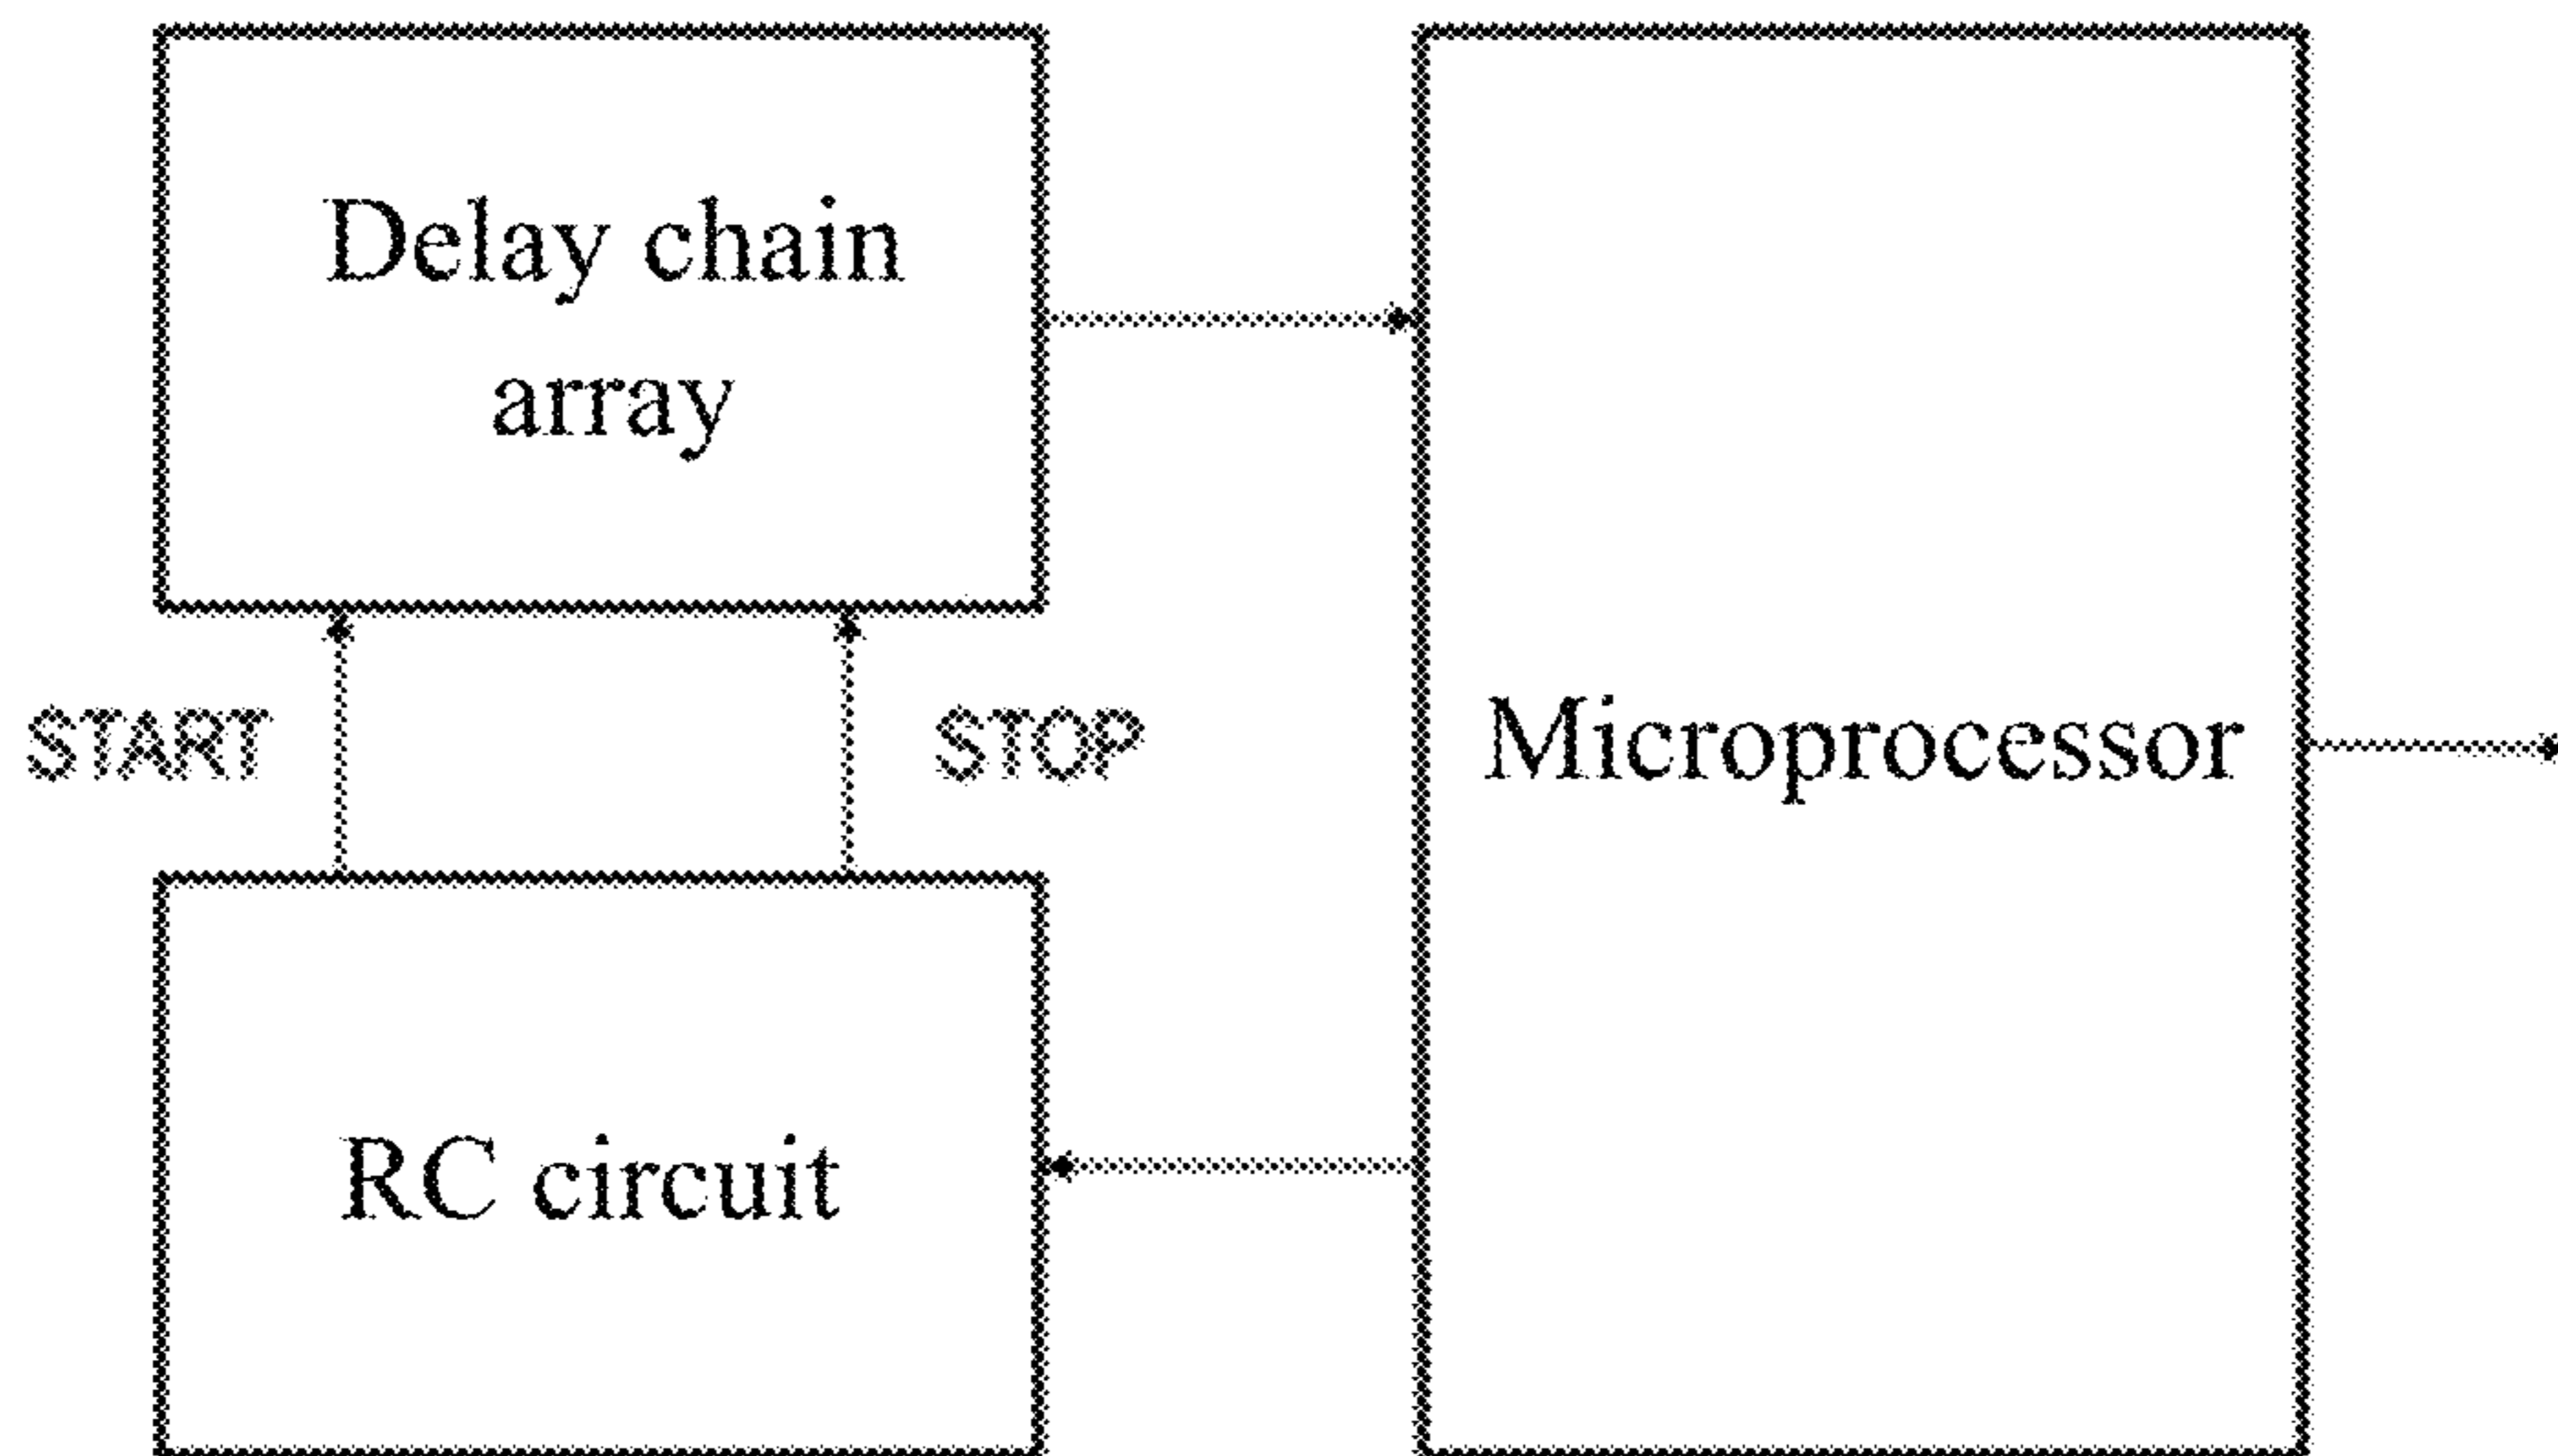 Delay chain
array
START
STOP
Microprocessor
RC circuit